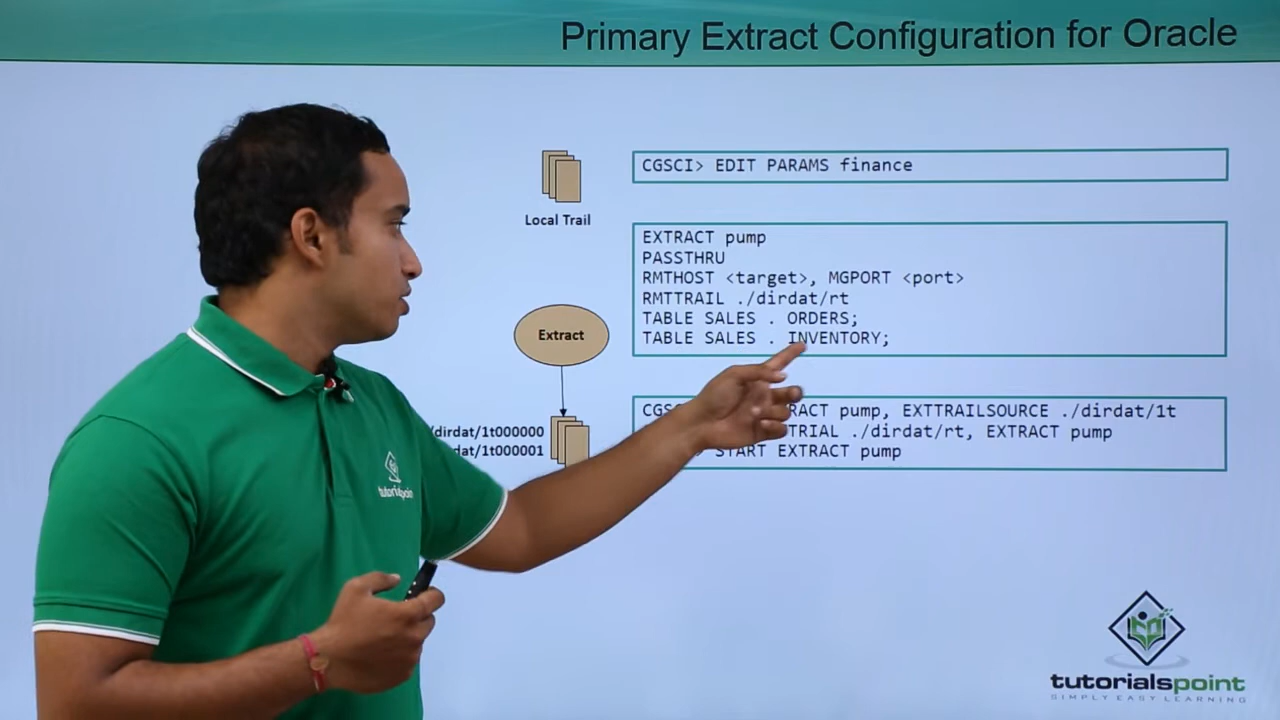 Primary Extract Configuration for Oracle
CGSCI> EDIT PARAMS finance
Local Trail
EXTRACT pump
PASSTHRU
RMTHOST <target>, MGPORT <port>
RMTTRAIL ./dirdat/rt
TABLE SALES . ORDERS;
TABLE SALES . INVENTORY;
Extract
/dirdat/1t000000
dat/1t000001
CGSC RACT pump, EXTTRAILSOURCE ./dirdat/1t
TRIAL ./dirdat/rt, EXTRACT pump
START EXTRACT pump
tutorialspoint
tutorialspoint
SIMPLY EASY LEARNING